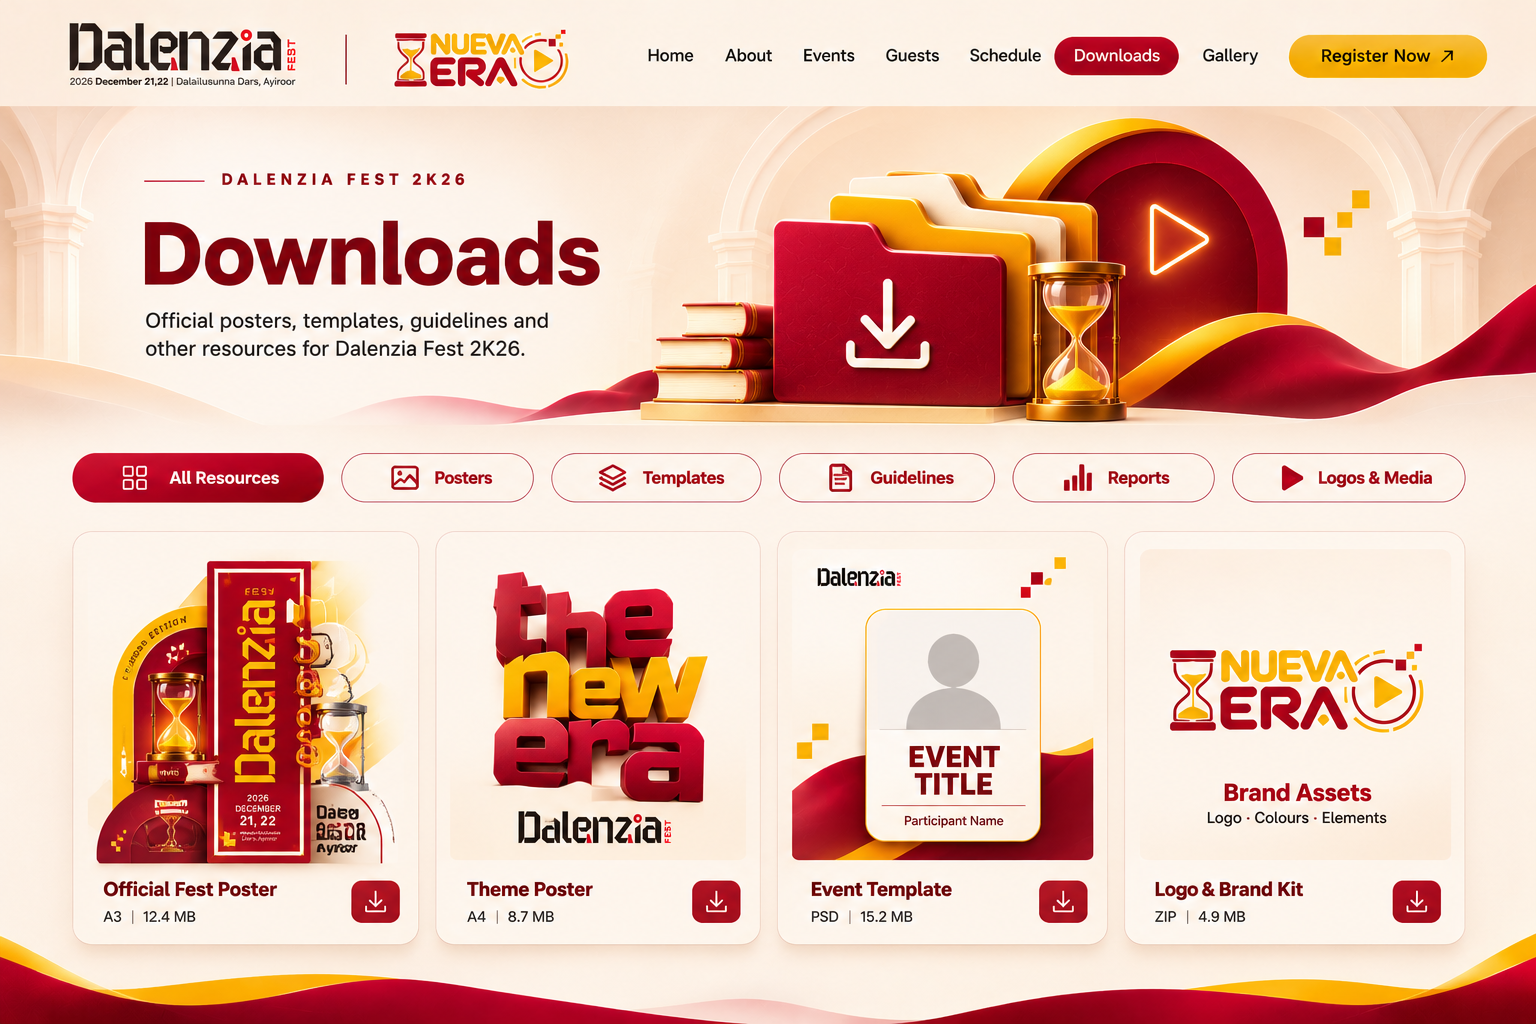 Dalenzia FEST
2026 December 21,22 | Dalailusunna Dars, Ayiroor
NUEVA
ERA
Home
About
Events
Guests
Schedule
Downloads
Gallery
Register Now
DALENZIA FEST 2K26
Downloads
Official posters, templates, guidelines and
other resources for Dalenzia Fest 2K26.
All Resources
Posters
Templates
Guidelines
Reports
Logos & Media
Dalenzia
2026
DECEMBER
21, 22
the
new
era
Dalenzia FEST
Dalenzia FEST
EVENT
TITLE
Participant Name
NUEVA
ERA
Brand Assets
Logo · Colours · Elements
Official Fest Poster
A3 | 12.4 MB
Theme Poster
A4 | 8.7 MB
Event Template
PSD | 15.2 MB
Logo & Brand Kit
ZIP | 4.9 MB